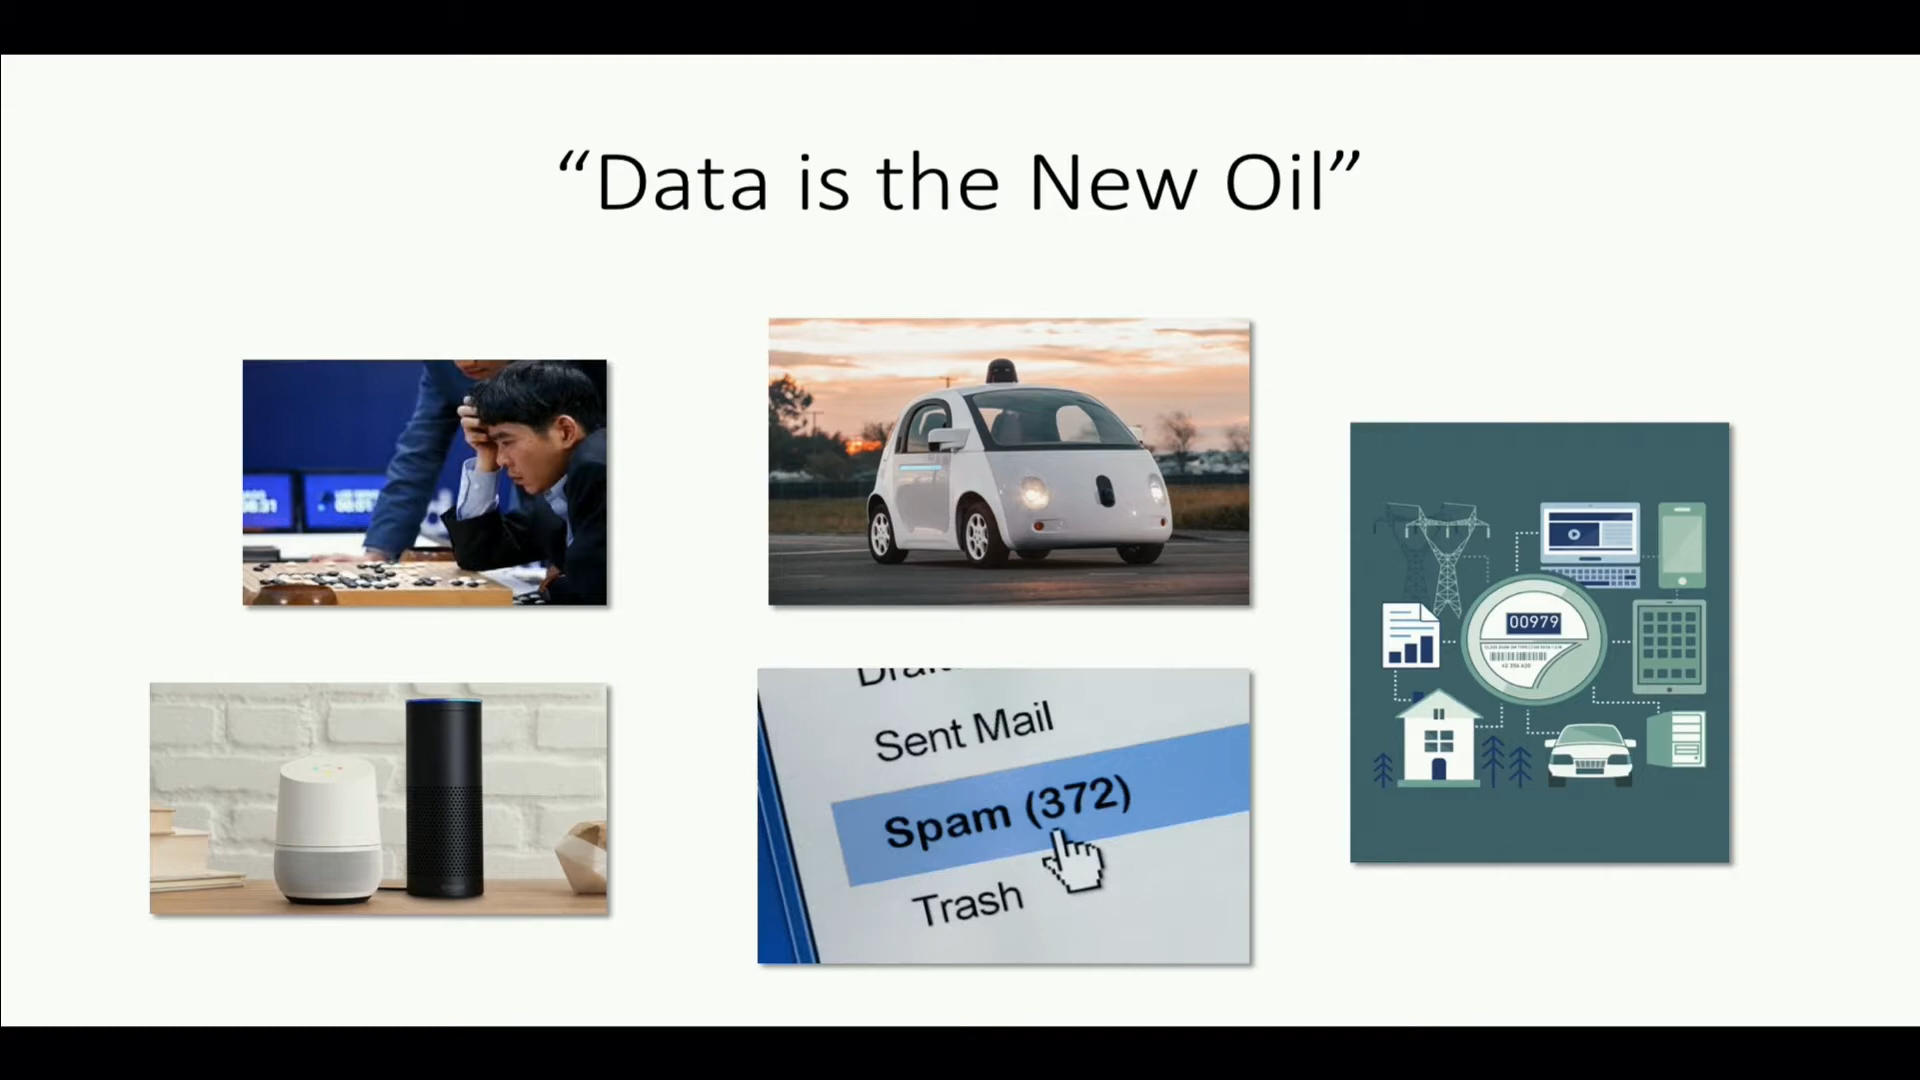 “Data is the New Oil”
Sent Mail
Spam (372)
Trash
00979